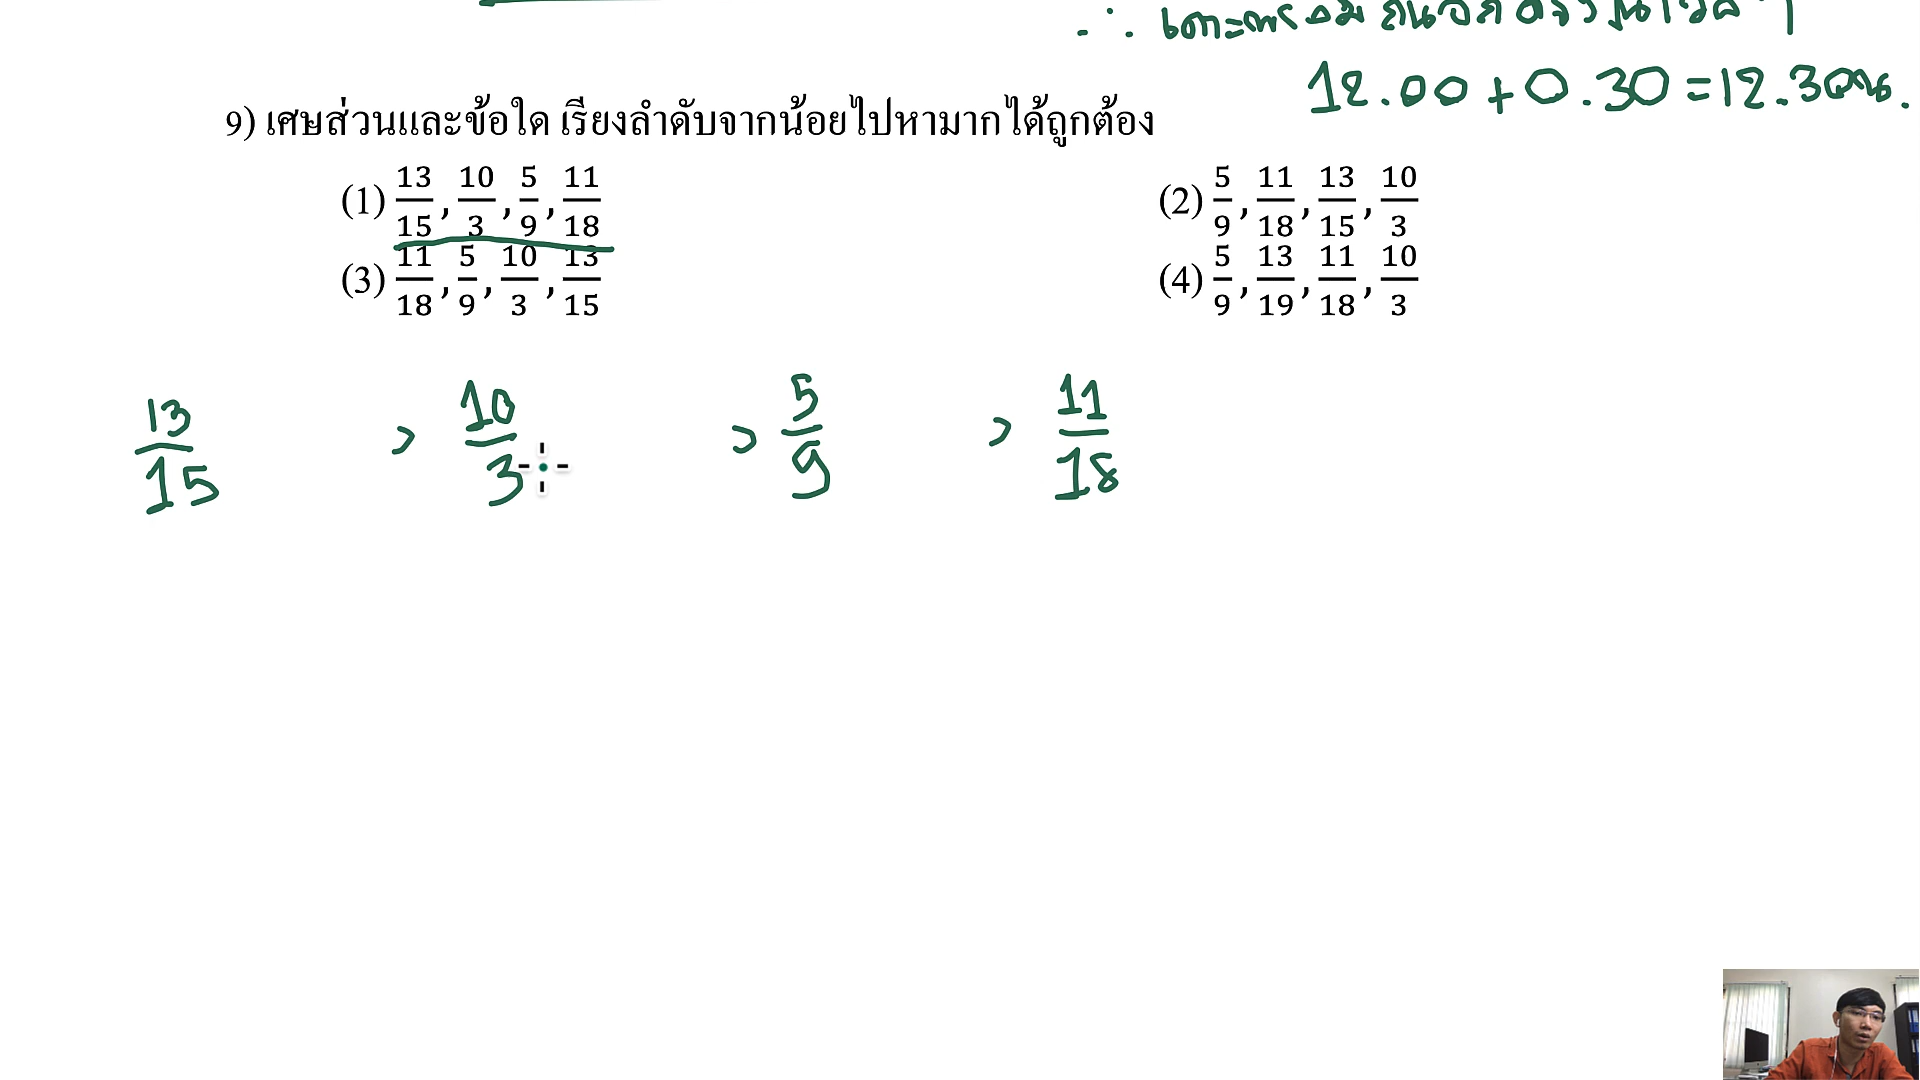 12.00 + 0.30 = 12.30น.
9) เศษส่วนและข้อใด เรียงลำดับจากน้อยไปหามากได้ถูกต้อง
(1) 13/15, 10/3, 5/9, 11/18
(2) 5/9, 11/18, 13/15, 10/3
(3) 11/18, 5/9, 10/3, 13/15
(4) 5/9, 13/19, 11/18, 10/3
13/15 , 10/3 , 5/9 , 11/18